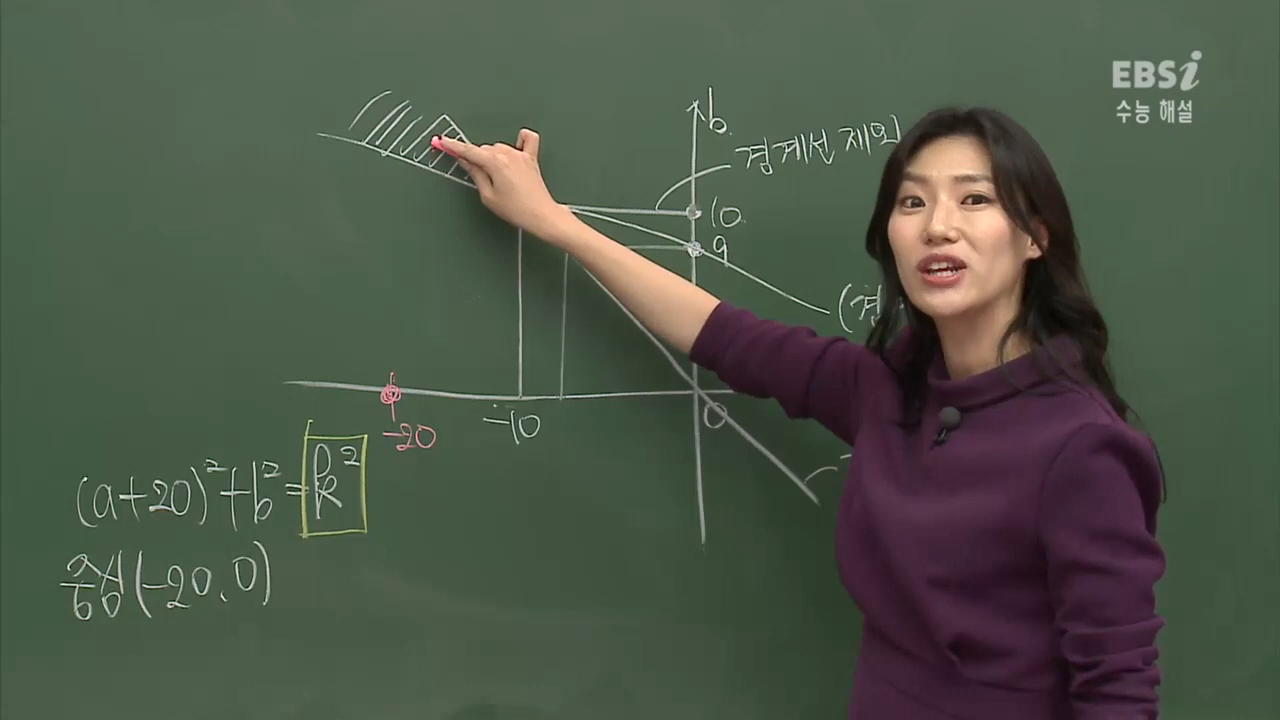 EBSi
수능 해설
b
경계선 제외
10
9
(경
-20
-10
0
(a+20)²+b²=k²
중심(-20,0)